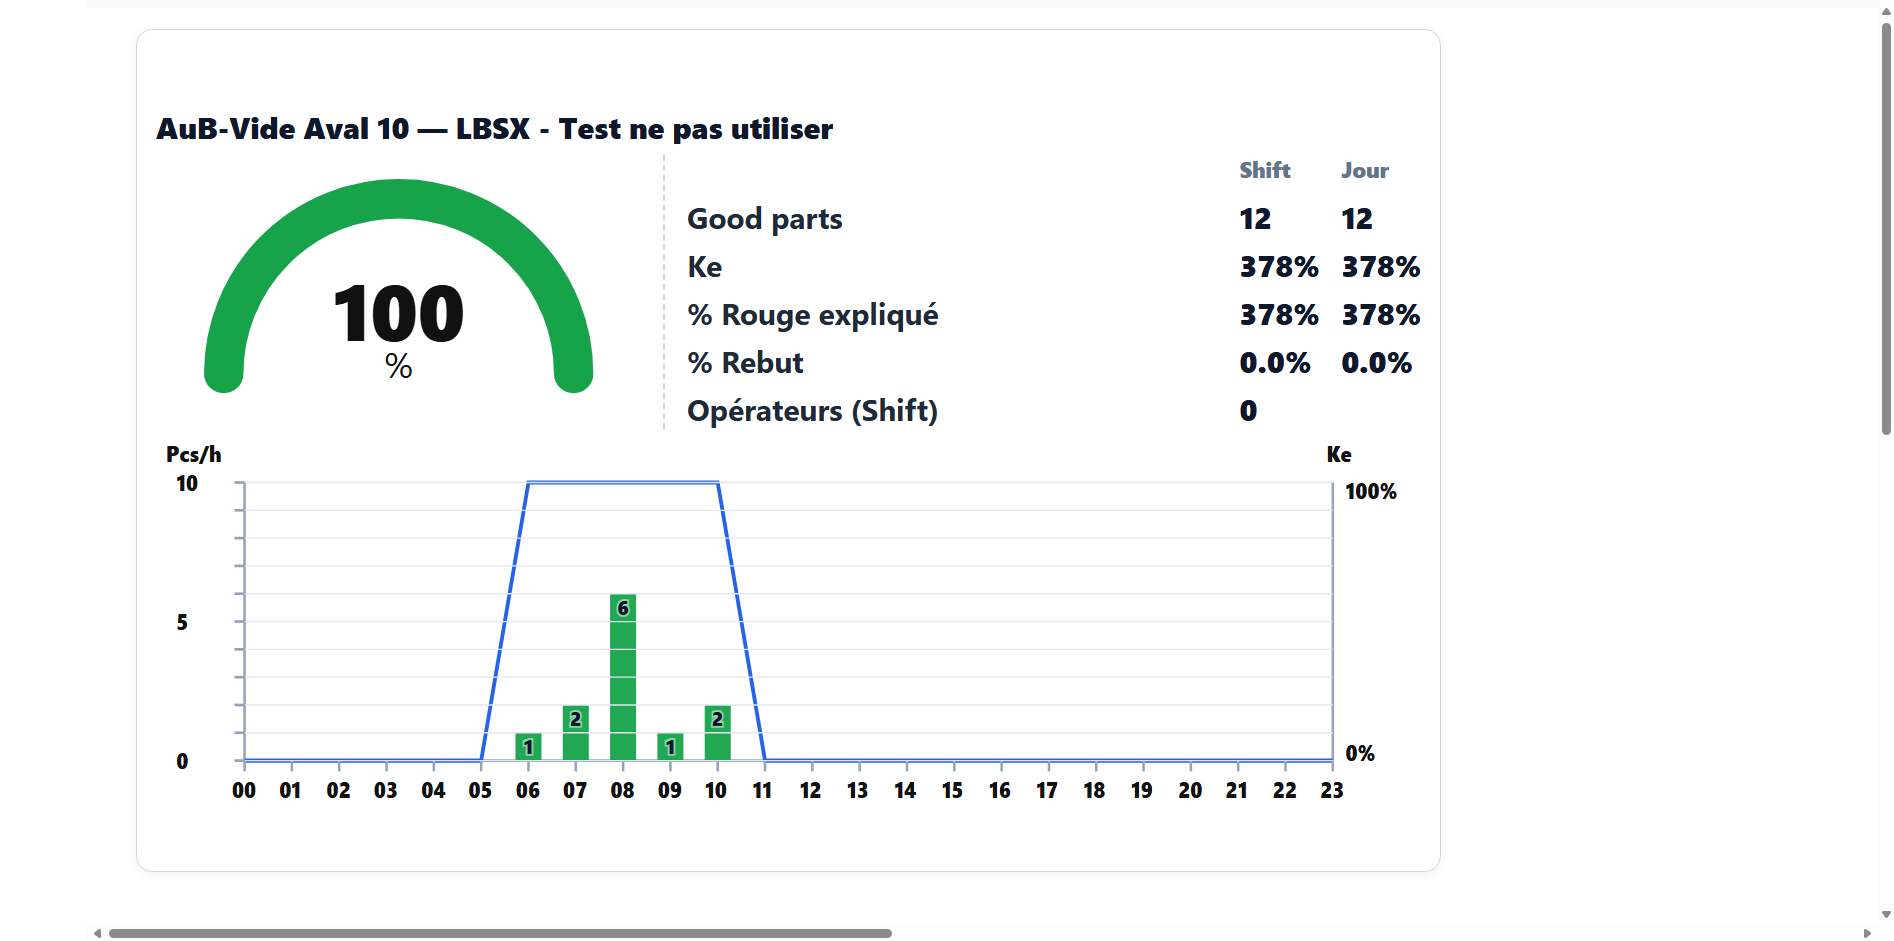 AuB-Vide Aval 10 — LBSX - Test ne pas utiliser
100
%
Shift Jour
Good parts 12 12
Ke 378% 378%
% Rouge expliqué 378% 378%
% Rebut 0.0% 0.0%
Opérateurs (Shift) 0
Pcs/h Ke
10 100%
5
0 0%
6
2 2
1 1
00 01 02 03 04 05 06 07 08 09 10 11 12 13 14 15 16 17 18 19 20 21 22 23